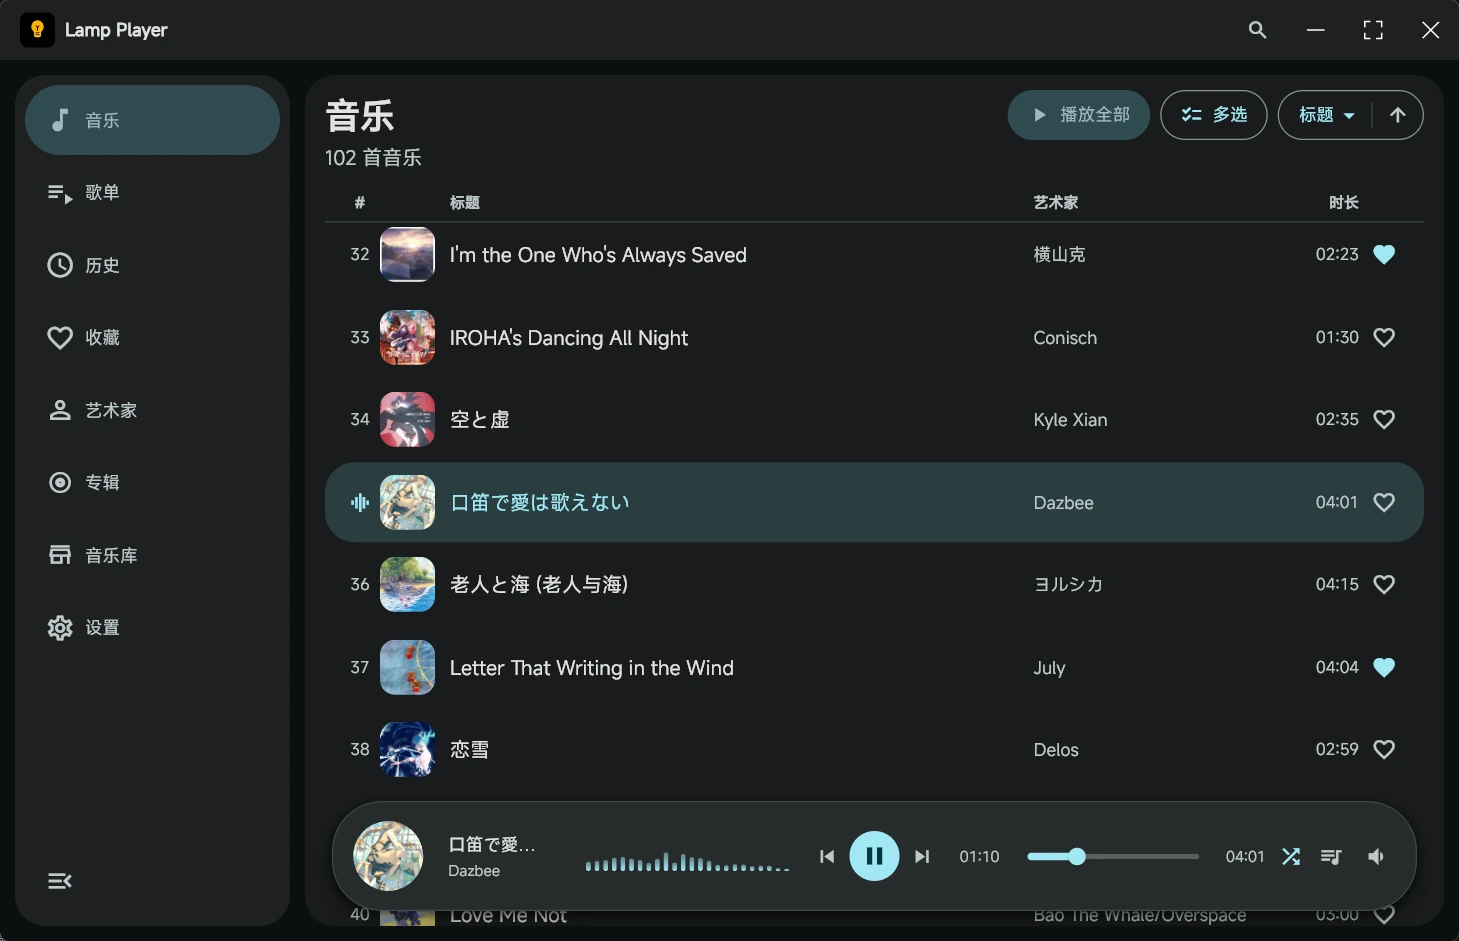 Lamp Player
音乐
歌单
历史
收藏
艺术家
专辑
音乐库
设置
音乐
102 首音乐
播放全部
多选
标题
# 标题 艺术家 时长
32 I'm the One Who's Always Saved 横山克 02:23
33 IROHA's Dancing All Night Conisch 01:30
34 空と虚 Kyle Xian 02:35
口笛で愛は歌えない Dazbee 04:01
36 老人と海 (老人与海) ヨルシカ 04:15
37 Letter That Writing in the Wind July 04:04
38 恋雪 Delos 02:59
口笛で愛...
Dazbee
01:10 04:01
40 Love Me Not Bao The Whale/Overspace 03:00